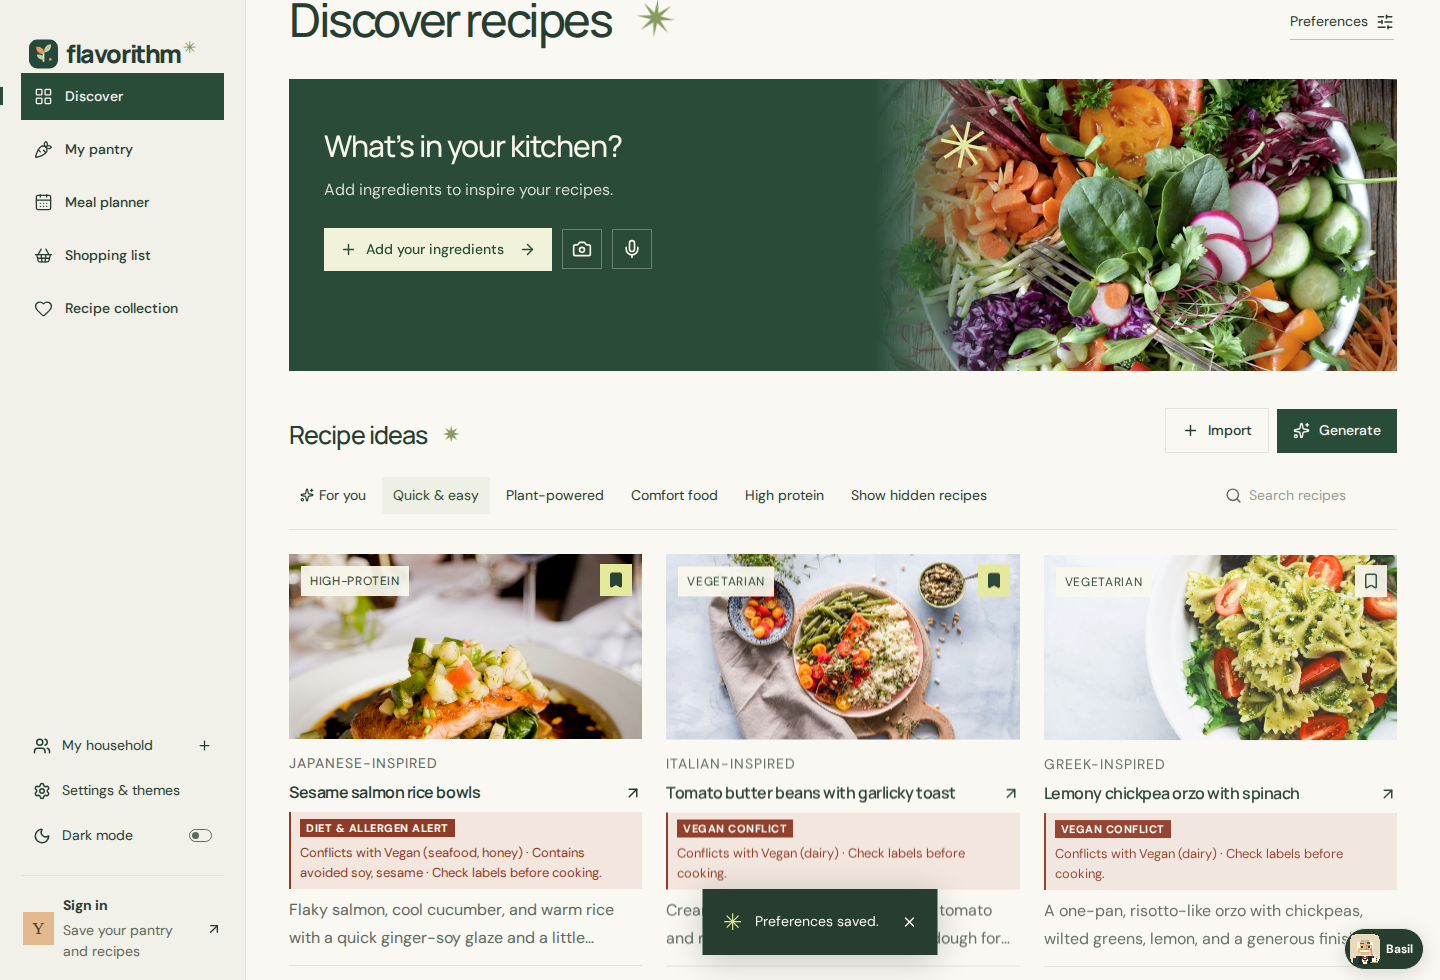 flavorithm
Discover
My pantry
Meal planner
Shopping list
Recipe collection
My household
Settings & themes
Dark mode
Y
Sign in
Save your pantry
and recipes
Discover recipes
Preferences
What's in your kitchen?
Add ingredients to inspire your recipes.
Add your ingredients
Recipe ideas
Import
Generate
For you
Quick & easy
Plant-powered
Comfort food
High protein
Show hidden recipes
Search recipes
HIGH-PROTEIN
JAPANESE-INSPIRED
Sesame salmon rice bowls
DIET & ALLERGEN ALERT
Conflicts with Vegan (seafood, honey) · Contains
avoided soy, sesame · Check labels before cooking.
Flaky salmon, cool cucumber, and warm rice
with a quick ginger-soy glaze and a little...
VEGETARIAN
ITALIAN-INSPIRED
Tomato butter beans with garlicky toast
VEGAN CONFLICT
Conflicts with Vegan (dairy) · Check labels before
cooking.
tomato
and
for...
VEGETARIAN
GREEK-INSPIRED
Lemony chickpea orzo with spinach
VEGAN CONFLICT
Conflicts with Vegan (dairy) · Check labels before
cooking.
A one-pan, risotto-like orzo with chickpeas,
wilted greens, lemon, and a generous
Preferences saved.
Basil